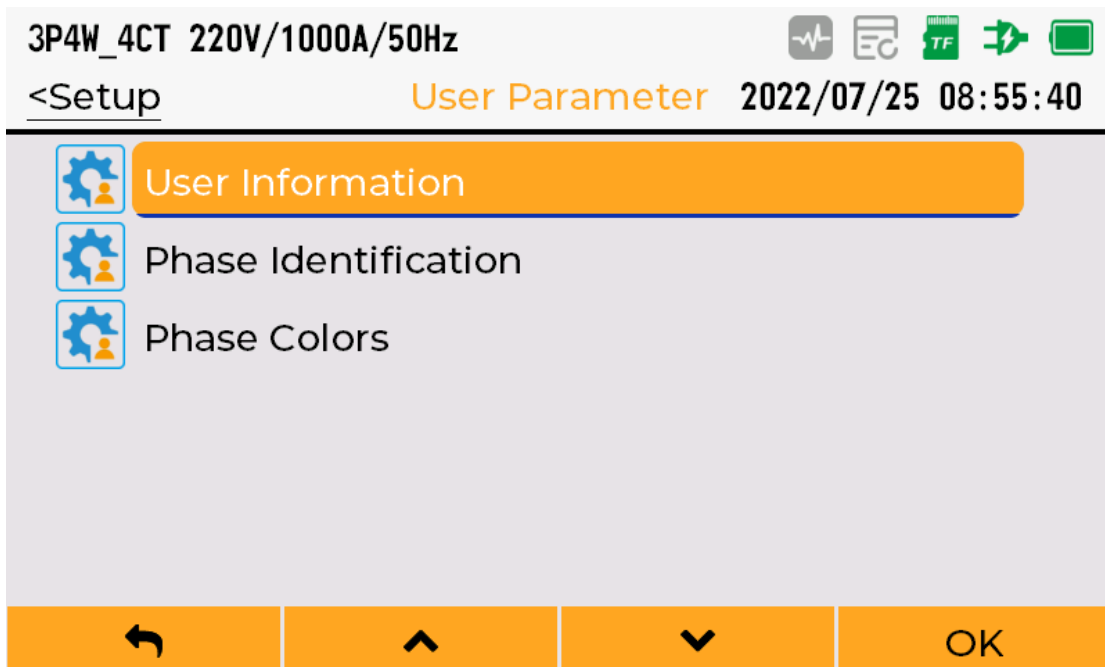 3P4W_4CT 220V/1000A/50Hz TF
<Setup User Parameter 2022/07/25 08:55:40
User Information
Phase Identification
Phase Colors
OK